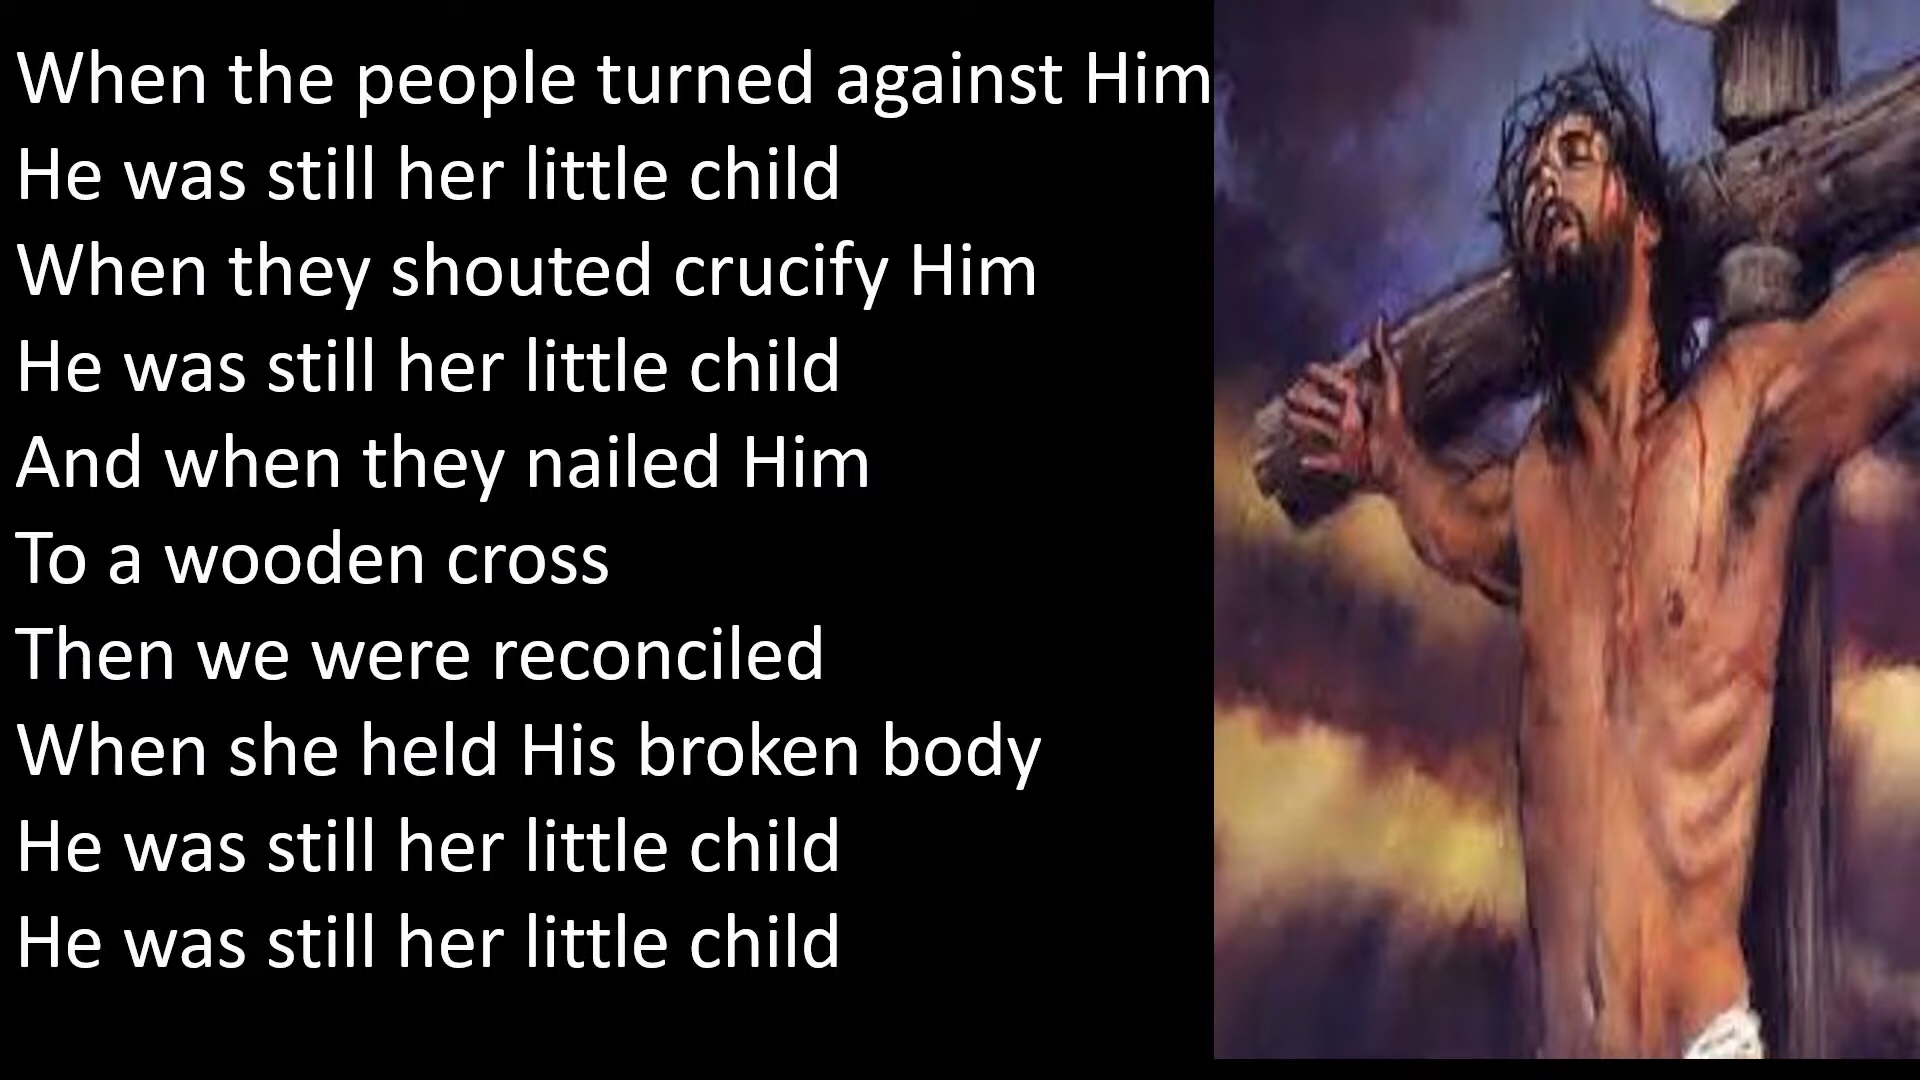 When the people turned against Him
He was still her little child
When they shouted crucify Him
He was still her little child
And when they nailed Him
To a wooden cross
Then we were reconciled
When she held His broken body
He was still her little child
He was still her little child